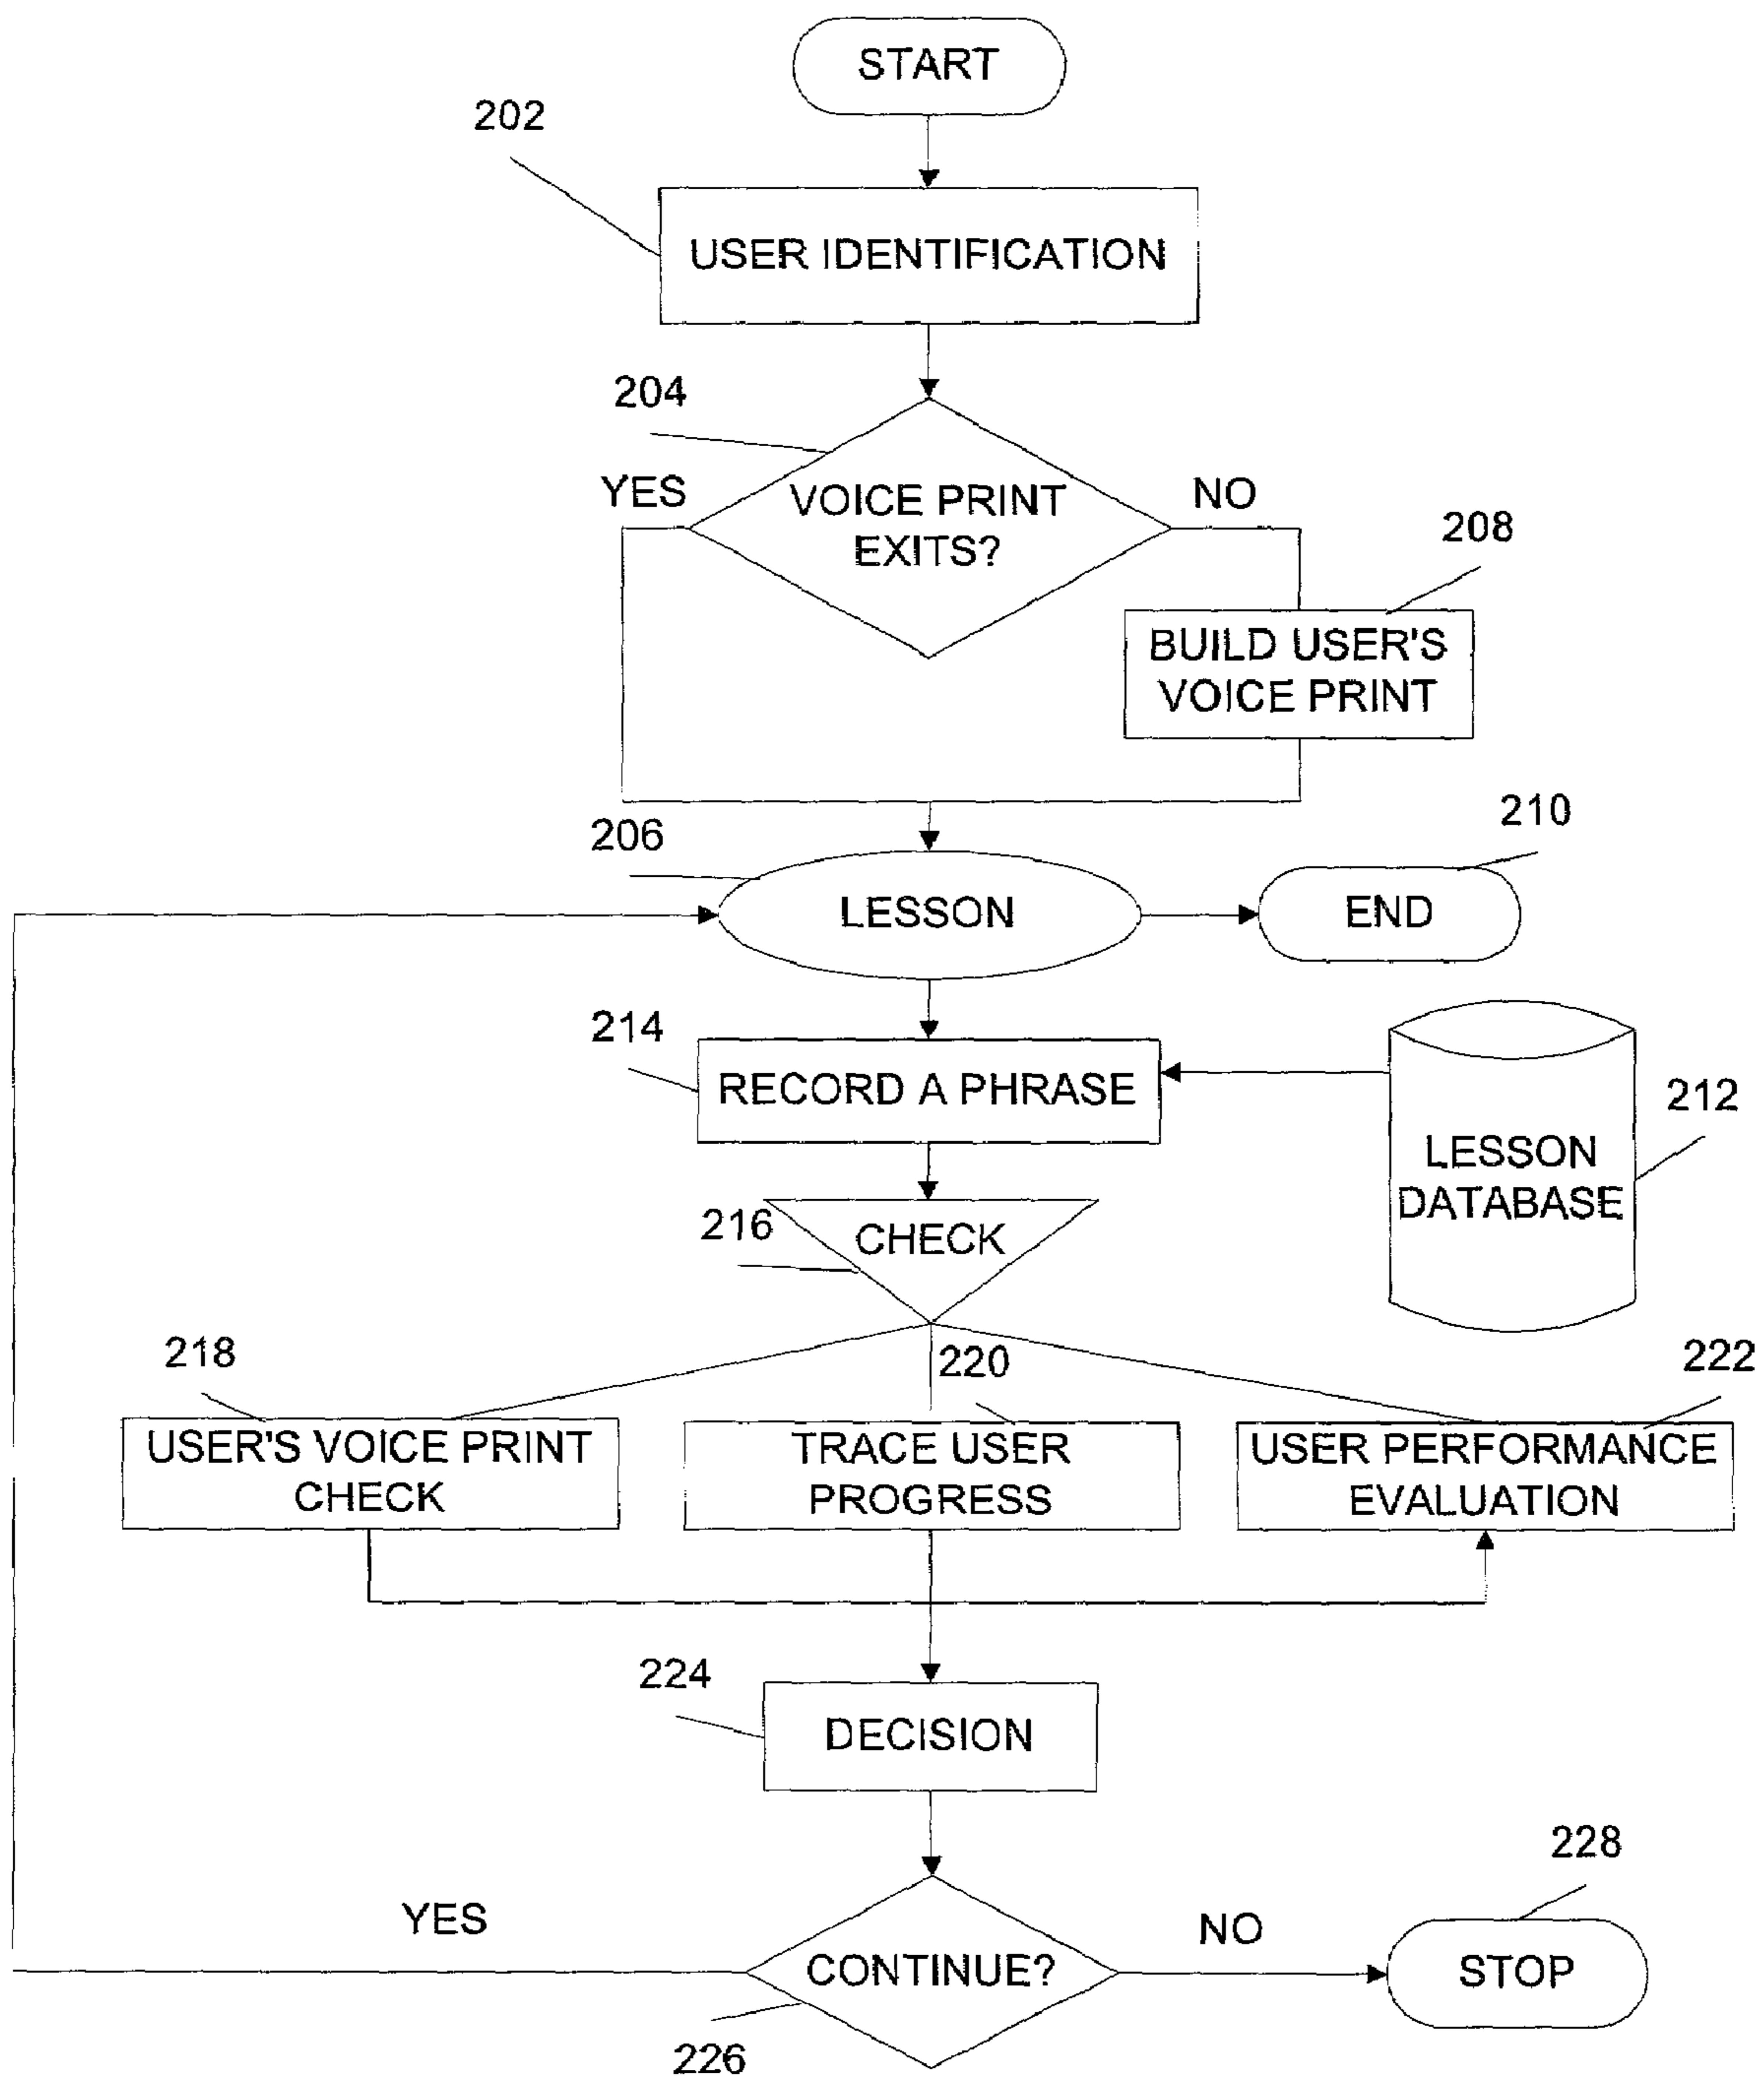 START
202
USER IDENTIFICATION
204
YES
VOICE PRINT
EXITS?
NO
208
BUILD USER'S
VOICE PRINT
206
LESSON
210
END
214
RECORD A PHRASE
212
LESSON
DATABASE
216
CHECK
218
USER'S VOICE PRINT
CHECK
220
TRACE USER
PROGRESS
222
USER PERFORMANCE
EVALUATION
224
DECISION
YES
CONTINUE?
226
NO
228
STOP